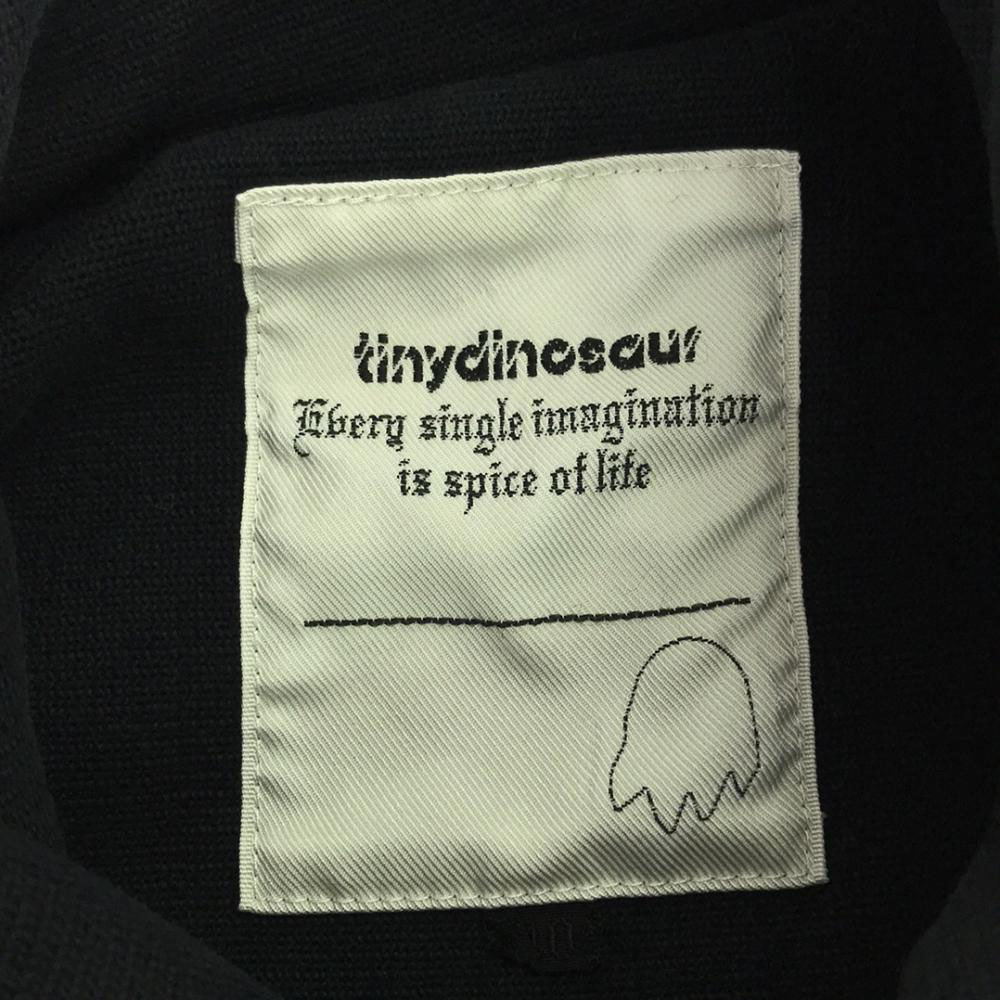 tinydinosaur
Every single imagination
is spice of life